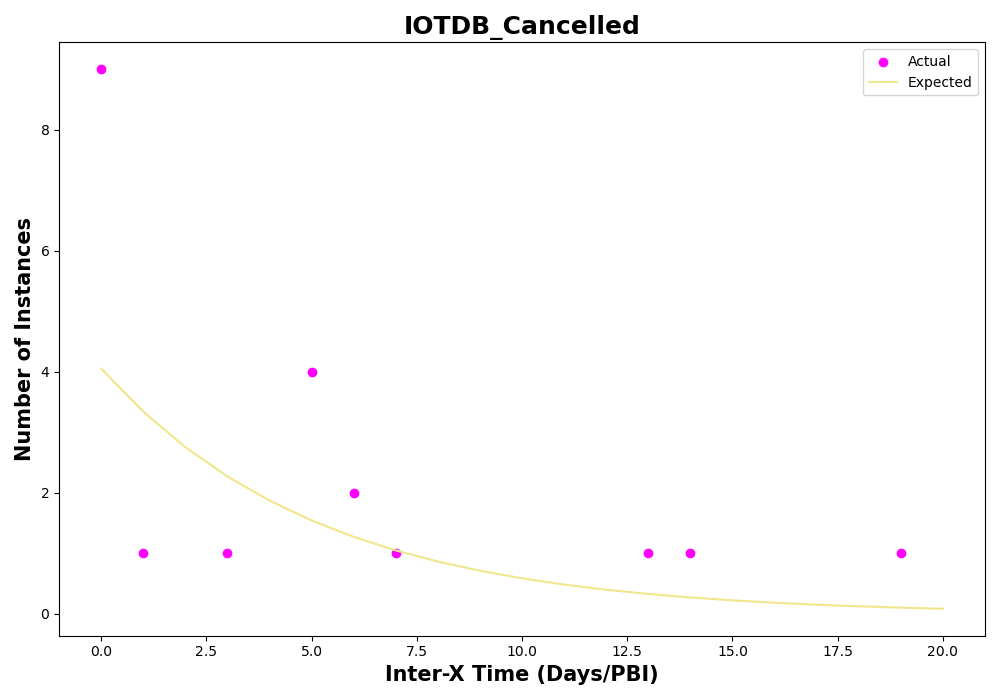 IOTDB_Cancelled
Actual
Expected
Number of Instances
8
6
4
2
0
0.0 2.5 5.0 7.5 10.0 12.5 15.0 17.5 20.0
Inter-X Time (Days/PBI)